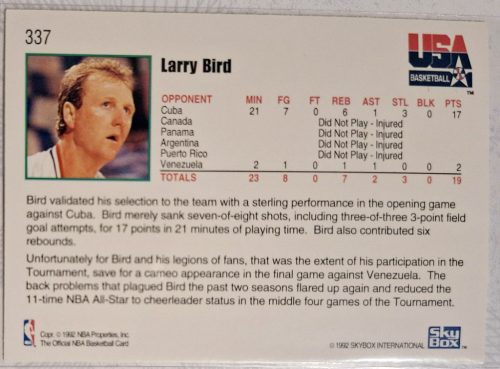 337
USA
BASKETBALL
TM
Larry Bird
OPPONENT MIN FG FT REB AST STL BLK PTS
Cuba 21 7 0 6 1 3 0 17
Canada Did Not Play - Injured
Panama Did Not Play - Injured
Argentina Did Not Play - Injured
Puerto Rico Did Not Play - Injured
Venezuela 2 1 0 1 1 0 0 2
TOTALS 23 8 0 7 2 3 0 19
Bird validated his selection to the team with a sterling performance in the opening game
against Cuba. Bird merely sank seven-of-eight shots, including three-of-three 3-point field
goal attempts, for 17 points in 21 minutes of playing time. Bird also contributed six
rebounds.
Unfortunately for Bird and his legions of fans, that was the extent of his participation in the
Tournament, save for a cameo appearance in the final game against Venezuela. The
back problems that plagued Bird the past two seasons flared up again and reduced the
11-time NBA All-Star to cheerleader status in the middle four games of the Tournament.
NBA
Copr. © 1992 NBA Properties, Inc.
The Official NBA Basketball Card
© 1992 SKYBOX INTERNATIONAL
SkyBox
TM